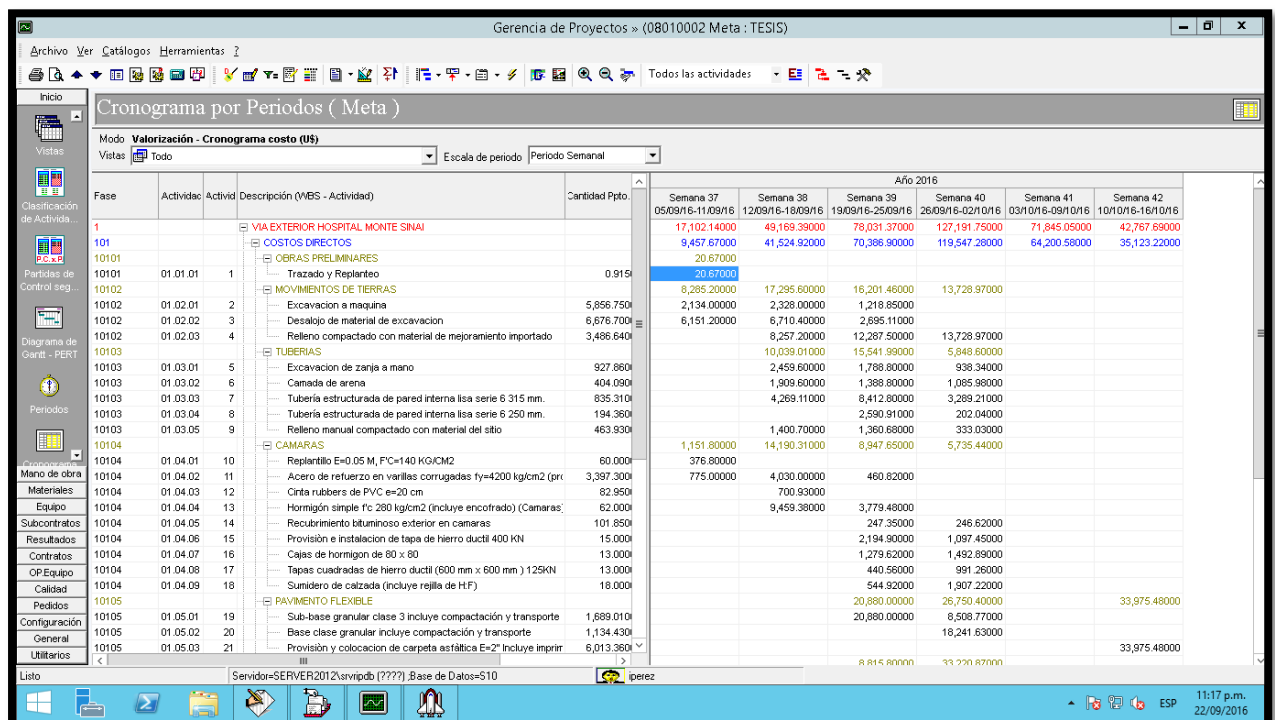 Gerencia de Proyectos » (08010002 Meta : TESIS)
Archivo Ver Catálogos Herramientas ?
Todos las actividades
Inicio
Vistas
Clasificación de Activida...
P.C. x P.
Partidas de Control seg...
Diagrama de Gantt - PERT
Periodos
Cronograma
Mano de obra
Materiales
Equipo
Subcontratos
Resultados
Contratos
OP.Equipo
Calidad
Pedidos
Configuración
General
Utilitarios
Cronograma por Periodos ( Meta )
Modo Valorización - Cronograma costo (U$)
Vistas Todo Escala de periodo Periodo Semanal
Año 2016
Fase Actividac Activid Descripción (WBS - Actividad) Cantidad Ppto. Semana 37 Semana 38 Semana 39 Semana 40 Semana 41 Semana 42
05/09/16-11/09/16 12/09/16-18/09/16 19/09/16-25/09/16 26/09/16-02/10/16 03/10/16-09/10/16 10/10/16-16/10/16
1 VIA EXTERIOR HOSPITAL MONTE SINAI 17,102.14000 49,169.39000 78,031.37000 127,191.75000 71,845.05000 42,767.69000
101 COSTOS DIRECTOS 9,457.67000 41,524.92000 70,386.90000 119,547.28000 64,200.58000 35,123.22000
10101 OBRAS PRELIMINARES 20.67000
10101 01.01.01 1 Trazado y Replanteo 0.915 20.67000
10102 MOVIMIENTOS DE TIERRAS 8,285.20000 17,295.60000 16,201.46000 13,728.97000
10102 01.02.01 2 Excavacion a maquina 5,856.750 2,134.00000 2,328.00000 1,218.85000
10102 01.02.02 3 Desalojo de material de excavacion 6,676.700 6,151.20000 6,710.40000 2,695.11000
10102 01.02.03 4 Relleno compactado con material de mejoramiento importado 3,486.640 8,257.20000 12,287.50000 13,728.97000
10103 TUBERIAS 10,039.01000 15,541.99000 5,848.60000
10103 01.03.01 5 Excavacion de zanja a mano 927.860 2,459.60000 1,788.80000 938.34000
10103 01.03.02 6 Camada de arena 404.090 1,909.60000 1,388.80000 1,085.98000
10103 01.03.03 7 Tubería estructurada de pared interna lisa serie 6 315 mm. 835.310 4,269.11000 8,412.80000 3,289.21000
10103 01.03.04 8 Tubería estructurada de pared interna lisa serie 6 250 mm. 194.360 2,590.91000 202.04000
10103 01.03.05 9 Relleno manual compactado con material del sitio 463.930 1,400.70000 1,360.68000 333.03000
10104 CAMARAS 1,151.80000 14,190.31000 8,947.65000 5,735.44000
10104 01.04.01 10 Replantillo E=0.05 M, F'C=140 KG/CM2 60.000 376.80000
10104 01.04.02 11 Acero de refuerzo en varillas corrugadas fy=4200 kg/cm2 (pro 3,397.300 775.00000 4,030.00000 460.82000
10104 01.04.03 12 Cinta rubbers de PVC e=20 cm 82.950 700.93000
10104 01.04.04 13 Hormigón simple f'c 280 kg/cm2 (incluye encofrado) (Camaras) 62.000 9,459.38000 3,779.48000
10104 01.04.05 14 Recubrimiento bituminoso exterior en camaras 101.850 247.35000 246.62000
10104 01.04.06 15 Provisiòn e instalacion de tapa de hierro ductil 400 KN 15.000 2,194.90000 1,097.45000
10104 01.04.07 16 Cajas de hormigon de 80 x 80 13.000 1,279.62000 1,492.89000
10104 01.04.08 17 Tapas cuadradas de hierro ductil (600 mm x 600 mm ) 125KN 13.000 440.56000 991.26000
10104 01.04.09 18 Sumidero de calzada (incluye rejilla de H:F) 18.000 544.92000 1,907.22000
10105 PAVIMENTO FLEXIBLE 20,880.00000 26,750.40000 33,975.48000
10105 01.05.01 19 Sub-base granular clase 3 incluye compactación y transporte 1,689.010 20,880.00000 8,508.77000
10105 01.05.02 20 Base clase granular incluye compactación y transporte 1,134.430 18,241.63000
10105 01.05.03 21 Provisiòn y colocacion de carpeta asfáltica E=2" Incluye imprim 6,013.360 33,975.48000
8,815.80000 33,220.87000
Listo Servidor=SERVER2012\srvripdb (????) ;Base de Datos=S10 iperez
ESP 11:17 p.m.
22/09/2016